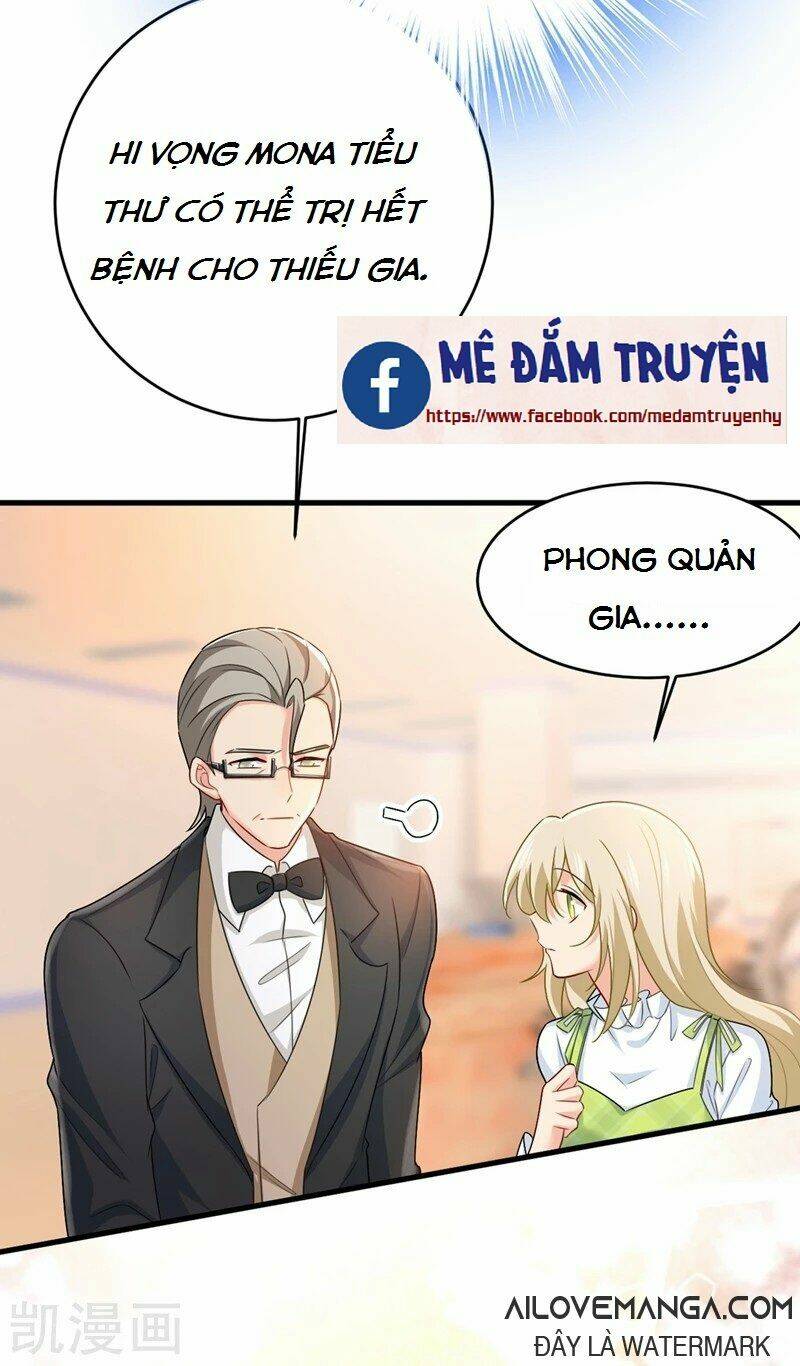 HI VỌNG MONA TIỂU
THƯ CÓ THỂ TRỊ HẾT
BỆNH CHO THIẾU GIA.
MÊ ĐẮM TRUYỆN
https://www.facebook.com/medamtruyenhy
PHONG QUẢN
GIA......
凯漫画
AILOVEMANGA.COM
ĐÂY LÀ WATERMARK